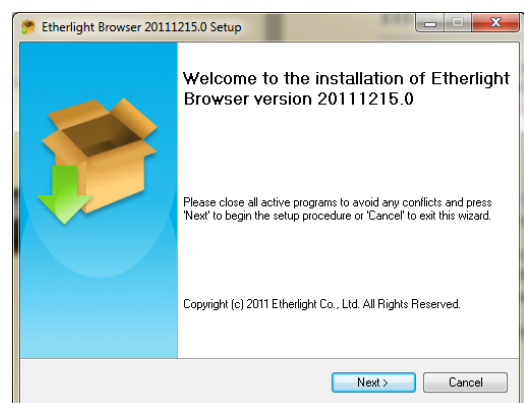 Etherlight Browser 20111215.0 Setup
Welcome to the installation of Etherlight
Browser version 20111215.0
Please close all active programs to avoid any conflicts and press
'Next' to begin the setup procedure or 'Cancel' to exit this wizard.
Copyright (c) 2011 Etherlight Co., Ltd. All Rights Reserved.
Next >
Cancel